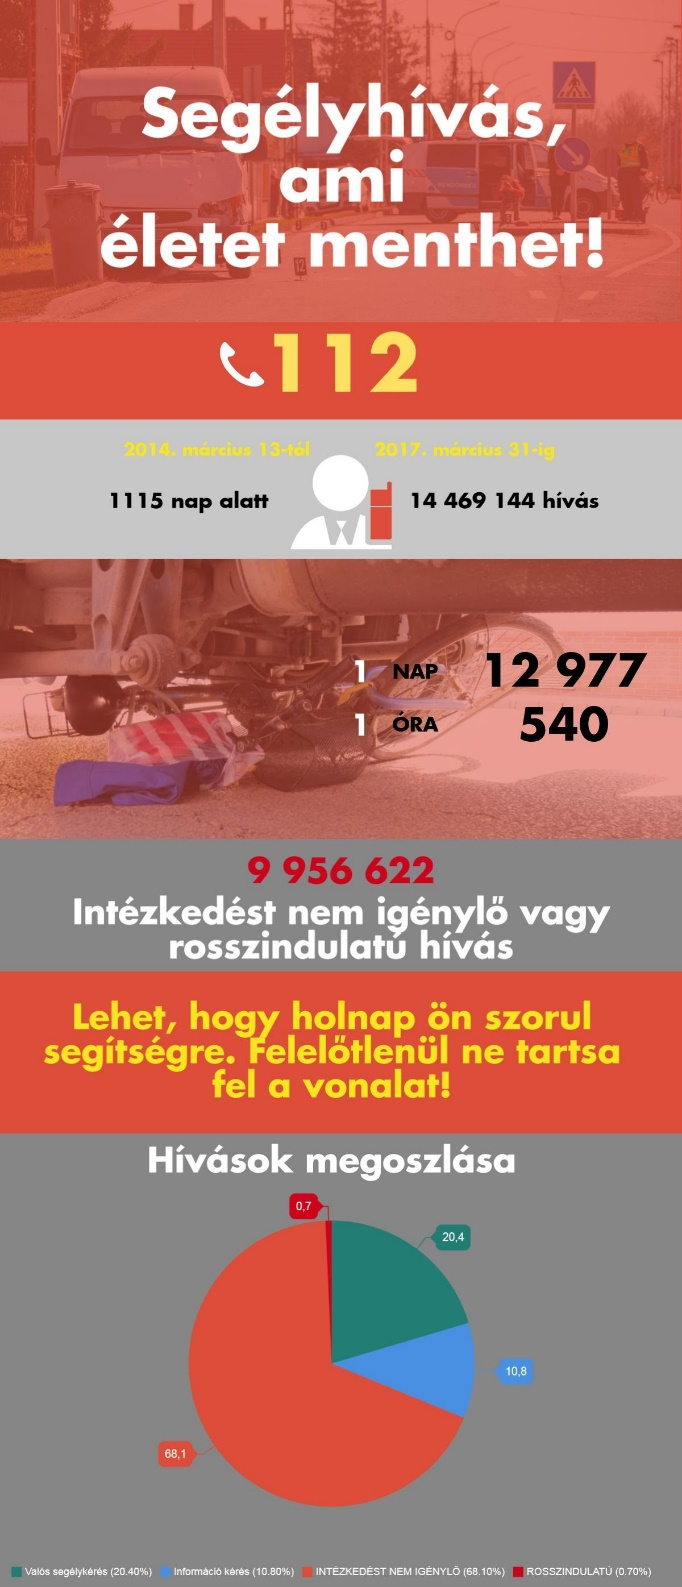 Segélyhívás,
ami
életet menthet!
112
2014. március 13-tól 2017. március 31-ig
1115 nap alatt 14 469 144 hívás
1 NAP 12 977
1 ÓRA 540
9 956 622
Intézkedést nem igénylő vagy
rosszindulatú hívás
Lehet, hogy holnap ön szorul
segítségre. Felelőtlenül ne tartsa
fel a vonalat!
Hívások megoszlása
0,7
20,4
10,8
68,1
Valós segélykérés (20.40%) Információ kérés (10.80%) INTÉZKEDÉST NEM IGÉNYLŐ (68.10%) ROSSZINDULATÚ (0.70%)